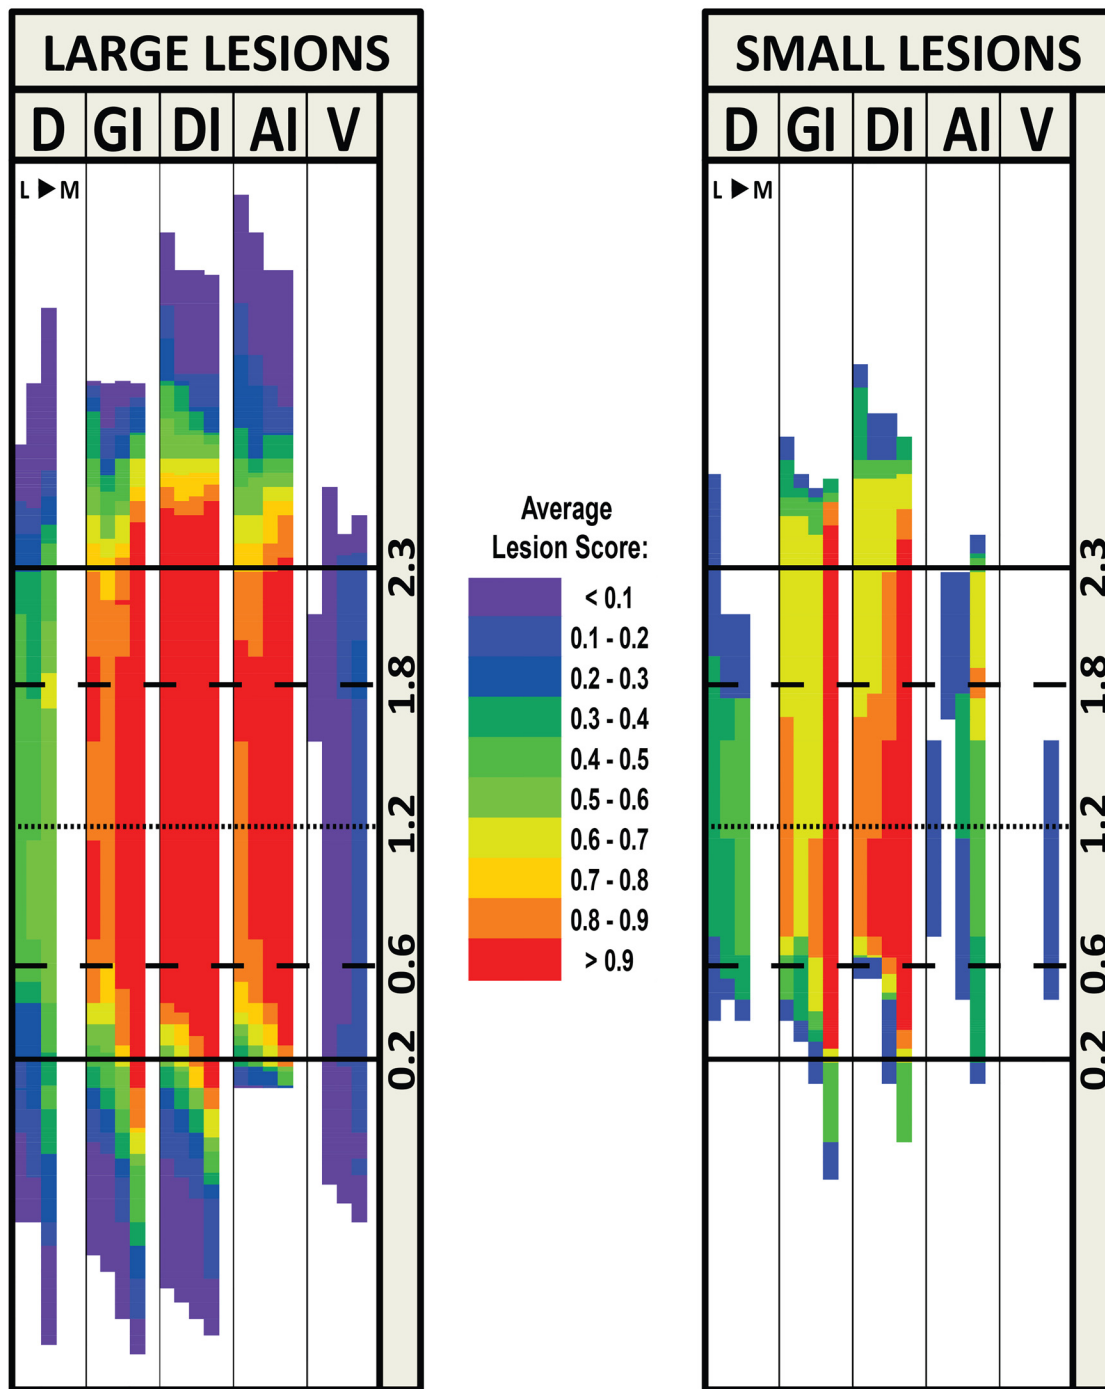 LARGE LESIONS
D GI DI AI V
L ▶ M
2.3
1.8
1.2
0.6
0.2
Average
Lesion Score:
< 0.1
0.1 - 0.2
0.2 - 0.3
0.3 - 0.4
0.4 - 0.5
0.5 - 0.6
0.6 - 0.7
0.7 - 0.8
0.8 - 0.9
> 0.9
SMALL LESIONS
D GI DI AI V
L ▶ M
2.3
1.8
1.2
0.6
0.2